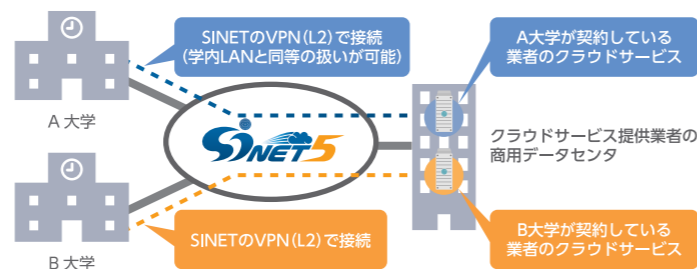 SINETのVPN(L2)で接続
(学内LANと同等の扱いが可能)
A大学が契約している
業者のクラウドサービス
A 大学
SINET5
クラウドサービス提供業者の
商用データセンタ
SINETのVPN(L2)で接続
B大学が契約している
業者のクラウドサービス
B 大学